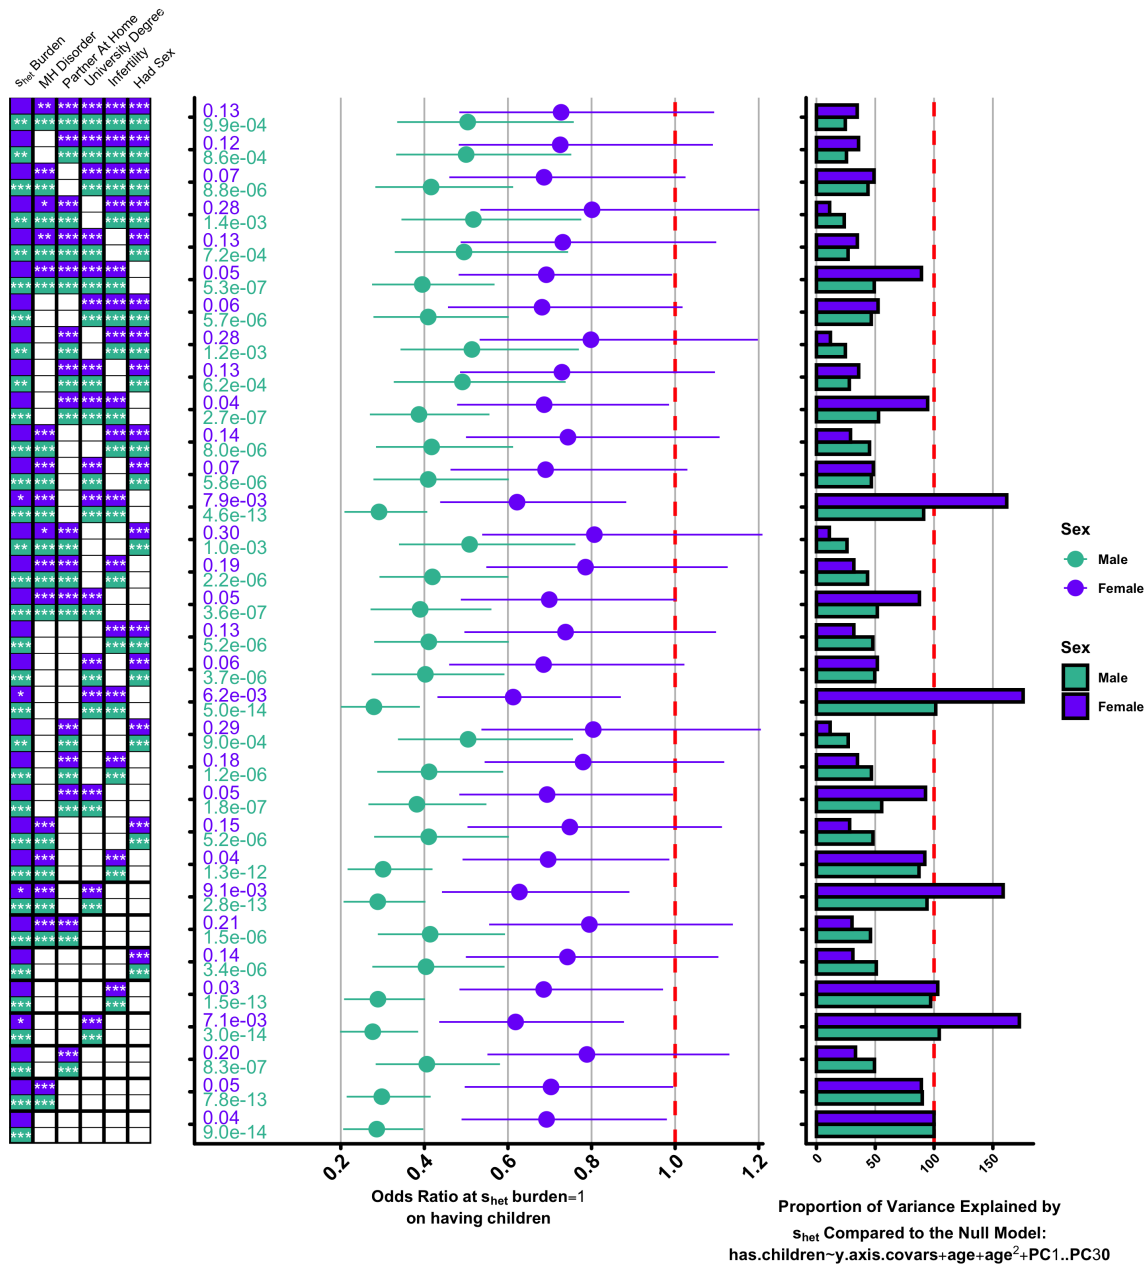 s_het Burden
MH Disorder
Partner At Home
University Degree
Infertility
Had Sex
** *** *** *** ***
** *** *** *** *** ***
*** *** *** ***
** *** *** *** ***
*** *** *** ***
*** *** *** *** ***
* *** *** ***
** *** *** *** ***
** *** *** ***
** *** *** *** ***
*** *** *** ***
*** *** *** *** ***
*** *** ***
*** *** *** ***
*** *** ***
** *** *** ***
*** *** ***
** *** *** ***
*** *** ***
*** *** *** ***
*** *** ***
*** *** *** ***
*** *** ***
*** *** *** ***
* *** *** ***
*** *** *** ***
* *** ***
** *** *** ***
*** *** ***
*** *** *** ***
*** *** ***
*** *** *** ***
*** ***
*** *** ***
*** ***
*** *** ***
* *** ***
*** *** ***
*** ***
** *** ***
*** ***
*** *** ***
*** ***
*** *** ***
*** ***
*** *** ***
*** ***
*** *** ***
* *** ***
*** *** ***
*** ***
*** *** ***
***
*** ***
***
*** ***
* ***
*** ***
***
*** ***
***
*** ***
***
0.13
9.9e-04
0.12
8.6e-04
0.07
8.8e-06
0.28
1.4e-03
0.13
7.2e-04
0.05
5.3e-07
0.06
5.7e-06
0.28
1.2e-03
0.13
6.2e-04
0.04
2.7e-07
0.14
8.0e-06
0.07
5.8e-06
7.9e-03
4.6e-13
0.30
1.0e-03
0.19
2.2e-06
0.05
3.6e-07
0.13
5.2e-06
0.06
3.7e-06
6.2e-03
5.0e-14
0.29
9.0e-04
0.18
1.2e-06
0.05
1.8e-07
0.15
5.2e-06
0.04
1.3e-12
9.1e-03
2.8e-13
0.21
1.5e-06
0.14
3.4e-06
0.03
1.5e-13
7.1e-03
3.0e-14
0.20
8.3e-07
0.05
7.8e-13
0.04
9.0e-14
0.2 0.4 0.6 0.8 1.0 1.2
Odds Ratio at s_het burden=1
on having children
0 50 100 150
Proportion of Variance Explained by
s_het Compared to the Null Model:
has.children~y.axis.covars+age+age²+PC1..PC30
Sex
Male
Female
Sex
Male
Female